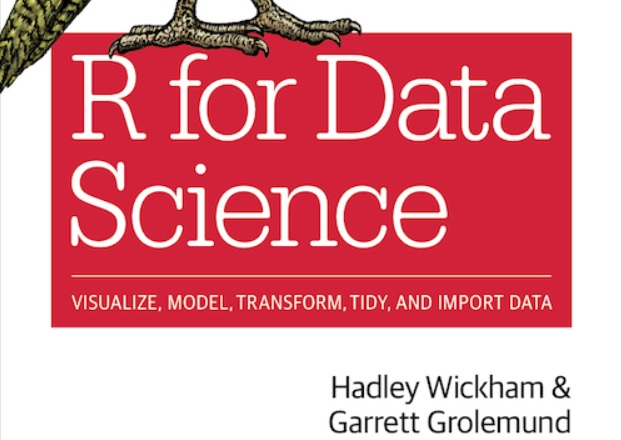 R for Data
Science
VISUALIZE, MODEL, TRANSFORM, TIDY, AND IMPORT DATA
Hadley Wickham &
Garrett Grolemund